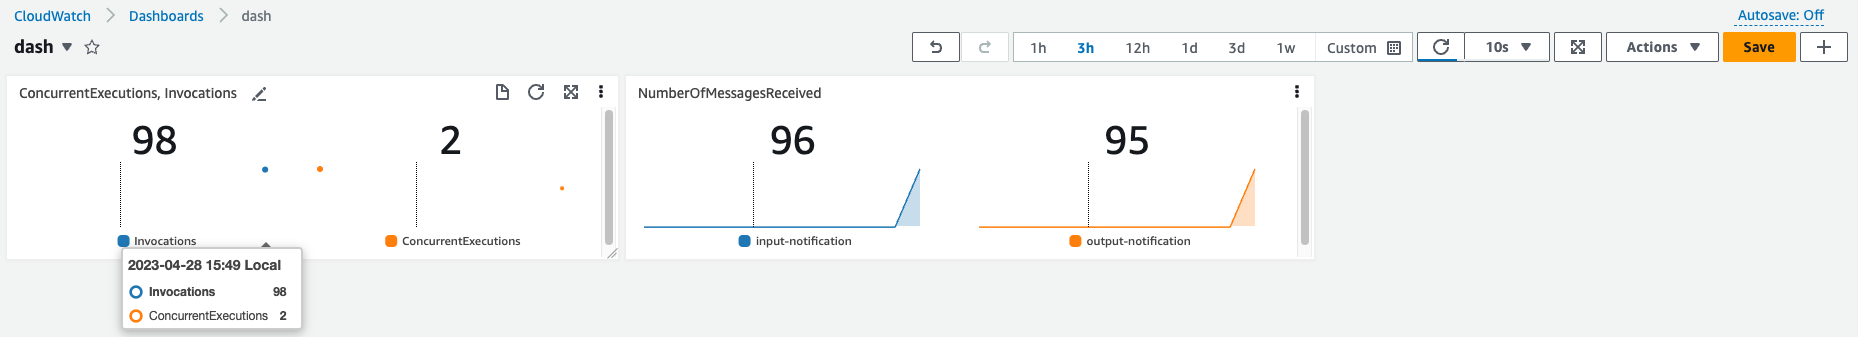 CloudWatch Dashboards dash
Autosave: Off
dash
1h 3h 12h 1d 3d 1w Custom 10s Actions Save
ConcurrentExecutions, Invocations
98 2
Invocations ConcurrentExecutions
2023-04-28 15:49 Local
Invocations 98
ConcurrentExecutions 2
NumberOfMessagesReceived
96 95
input-notification output-notification